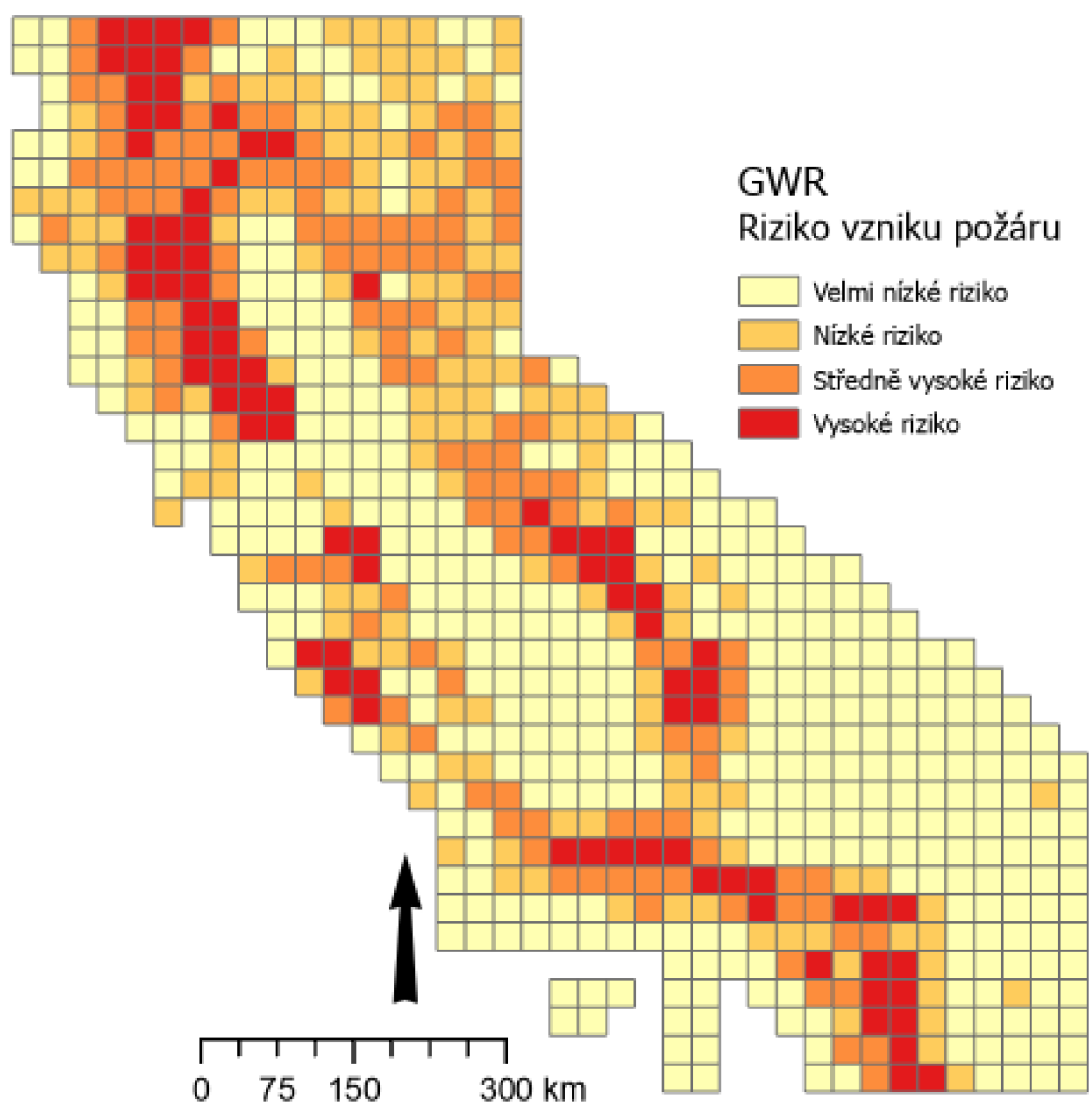 GWR
Riziko vzniku požáru
Velmi nízké riziko
Nízké riziko
Středně vysoké riziko
Vysoké riziko
0 75 150 300 km